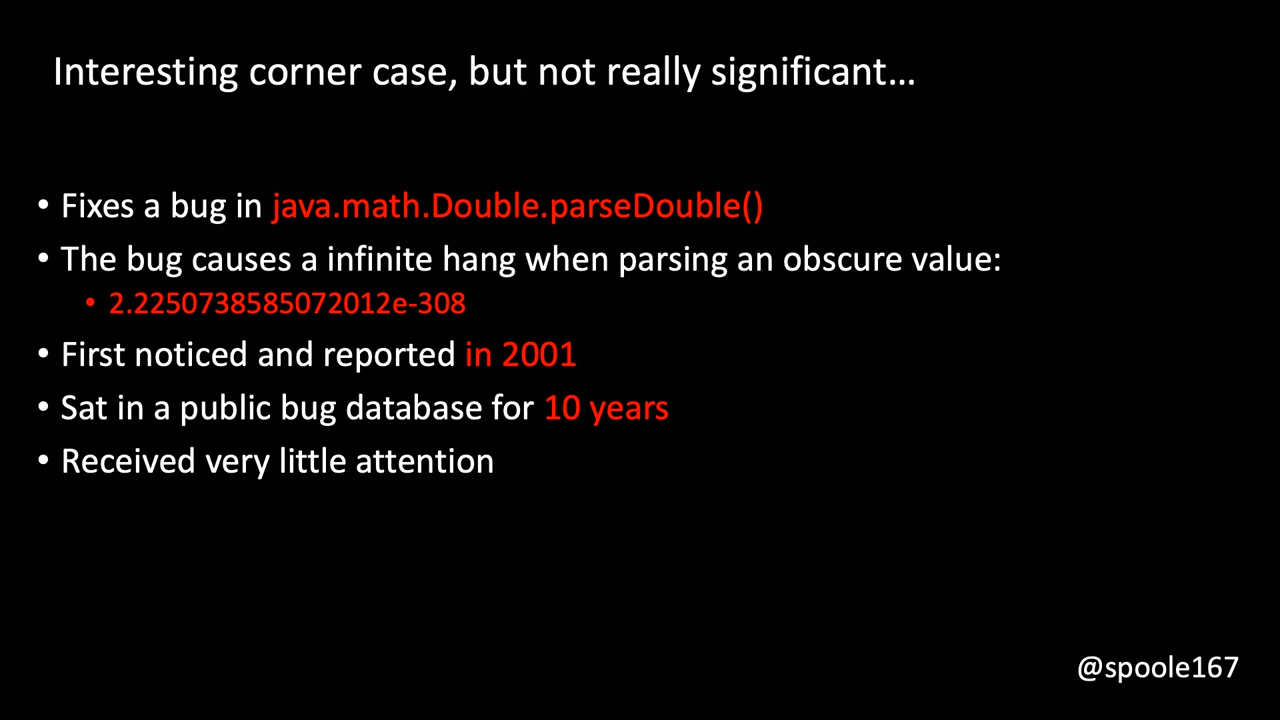 Interesting corner case, but not really significant…
• Fixes a bug in java.math.Double.parseDouble()
• The bug causes a infinite hang when parsing an obscure value:
• 2.2250738585072012e-308
• First noticed and reported in 2001
• Sat in a public bug database for 10 years
• Received very little attention
@spoole167